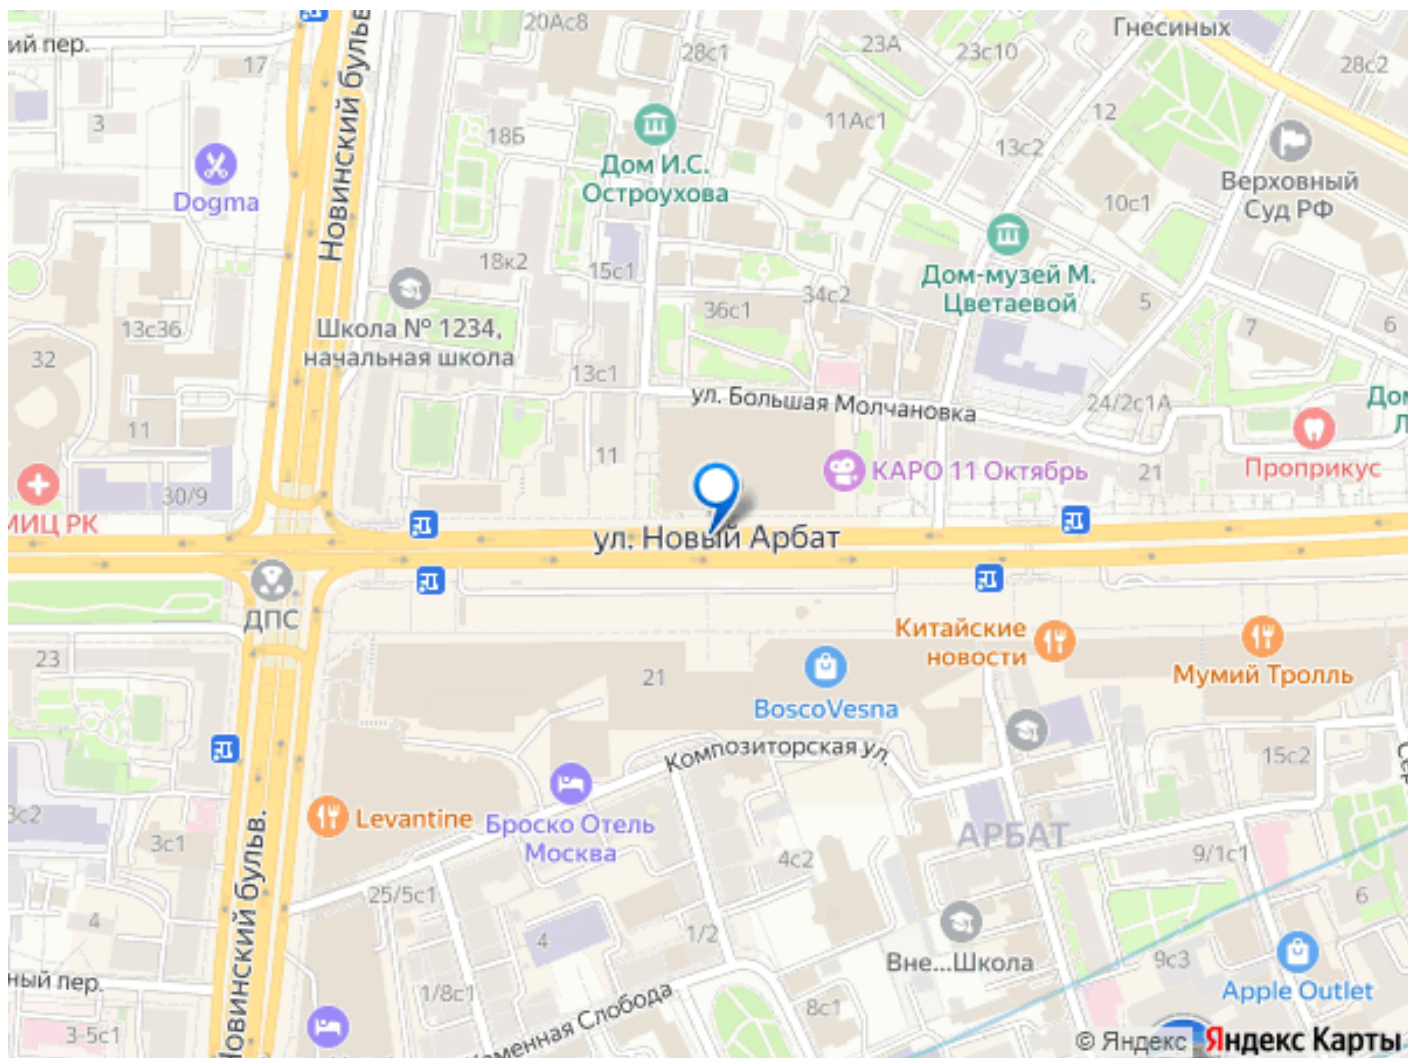 20Ас8
Гнесиных
ий пер.
28с1
23А
23с10
28с2
17
Новинский бульв
12
3
18Б
11Ас1
13с2
Дом И.С.
Остроухова
Верховный
Суд РФ
Dogma
10с1
18к2
15с1
Дом-музей М.
Цветаевой
34с2
36с1
5
7
6
13с36
Школа № 1234,
начальная школа
32
13с1
ул. Большая Молчановка
24/2с1А
Дом
Л
11
11
КАРО 11 Октябрь
21
Проприкус
30/9
МИЦ РК
ул. Новый Арбат
ДПС
Китайские
новости
23
21
Мумий Тролль
BoscoVesna
Композиторская ул.
15с2
Сер
3с2
Levantine
Броско Отель
Москва
АРБАТ
3с1
4с2
9/1с1
25/5с1
6
Новинский бульв.
4
4
1/2
Вне...Школа
9с3
ный пер.
1/8с1
8с1
Apple Outlet
3-5с1
Каменная Слобода
© Яндекс Яндекс Карты